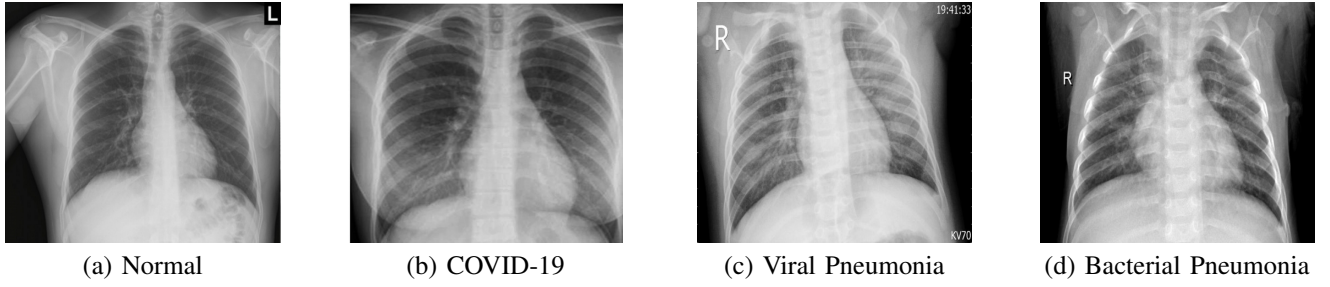 L
R
19:41:33
KV70
R
(a) Normal
(b) COVID-19
(c) Viral Pneumonia
(d) Bacterial Pneumonia